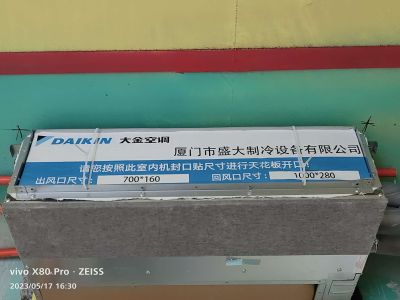 DAIKIN 大金空调
厦门市盛大制冷设备有限公司
请您按照此室内机封口贴尺寸进行天花板开口!
出风口尺寸: 700*160 回风口尺寸: 1000*280
vivo X80 Pro · ZEISS
2023/05/17 16:30